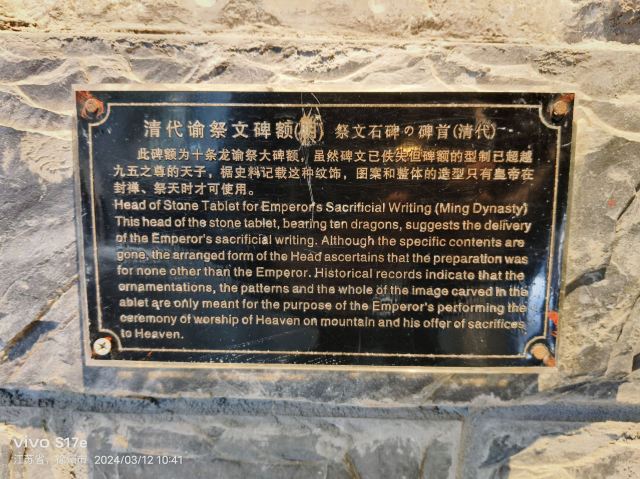 清代谕祭文碑额(明) 祭文石碑の碑首(清代)
此碑额为十条龙谕祭大碑额，虽然碑文已佚失但碑额的型制已超越
九五之尊的天子，椐史料记载这种纹饰，图案和整体的造型只有皇帝在
封禅、祭天时才可使用。
Head of Stone Tablet for Emperor's Sacrificial Writing (Ming Dynasty)
This head of the stone tablet, bearing ten dragons, suggests the delivery
of the Emperor's sacrificial writing. Although the specific contents are
gone, the arranged form of the Head ascertains that the preparation was
for none other than the Emperor. Historical records indicate that the
ornamentations, the patterns and the whole of the image carved in the
ablet are only meant for the purpose of the Emperor's performing the
ceremony of worship of Heaven on mountain and his offer of sacrifices
to Heaven.
vivo S17e
江苏省, 徐州市 2024/03/12 10:41